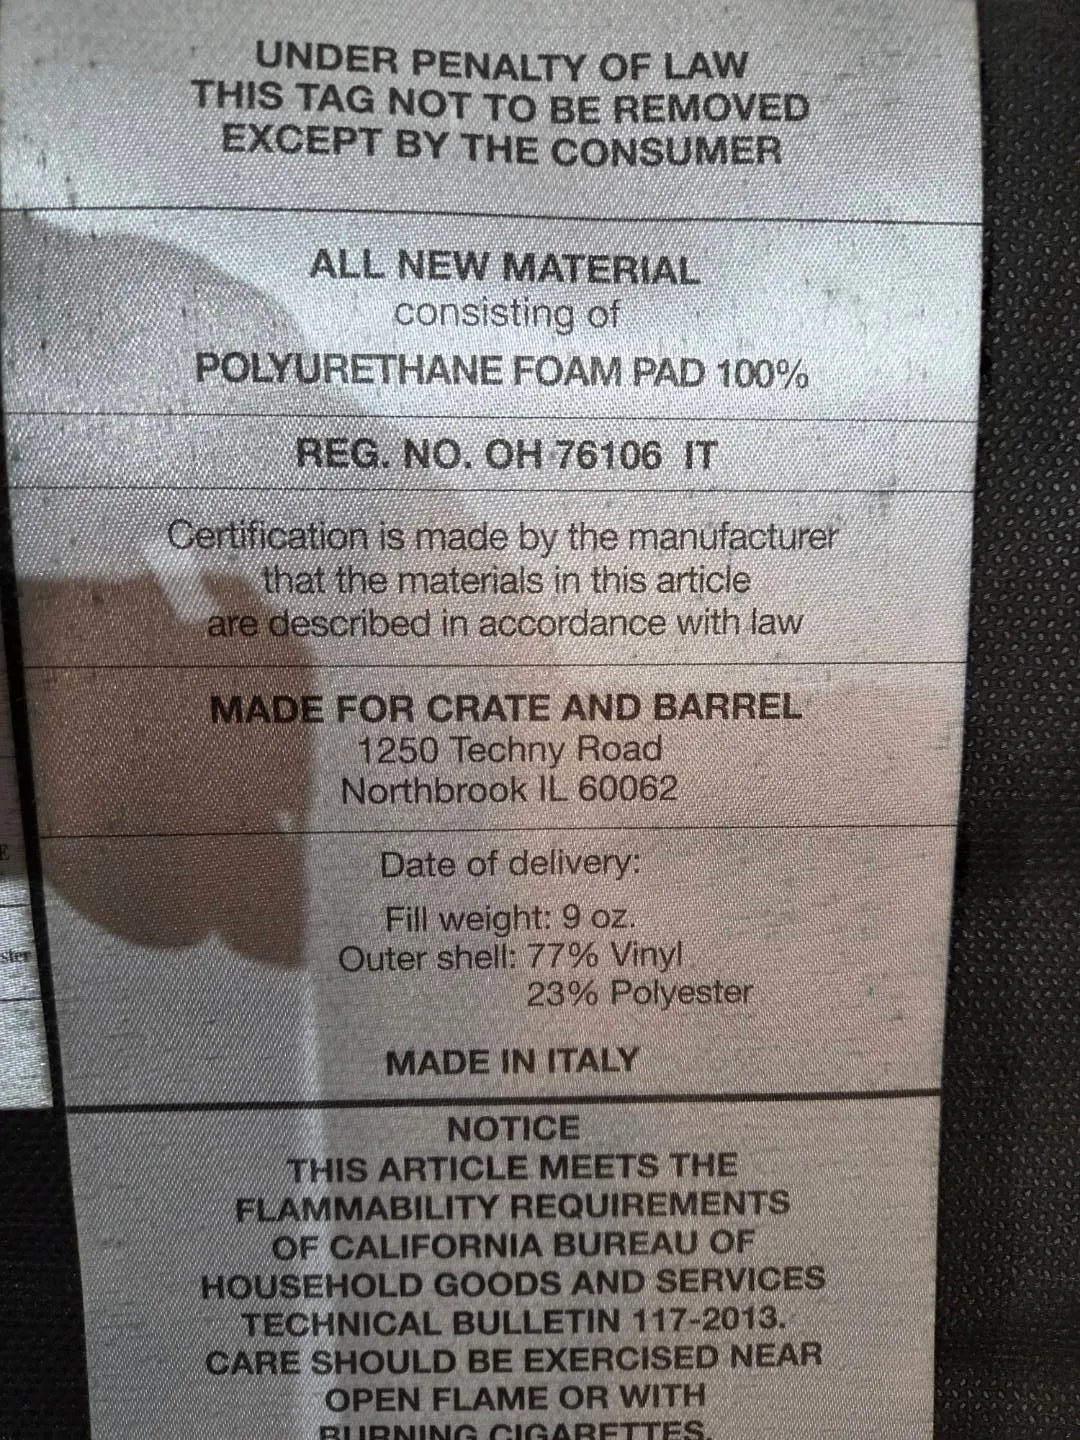 UNDER PENALTY OF LAW
THIS TAG NOT TO BE REMOVED
EXCEPT BY THE CONSUMER
ALL NEW MATERIAL
consisting of
POLYURETHANE FOAM PAD 100%
REG. NO. OH 76106 IT
Certification is made by the manufacturer
that the materials in this article
are described in accordance with law
MADE FOR CRATE AND BARREL
1250 Techny Road
Northbrook IL 60062
Date of delivery:
Fill weight: 9 oz.
Outer shell: 77% Vinyl
23% Polyester
MADE IN ITALY
NOTICE
THIS ARTICLE MEETS THE
FLAMMABILITY REQUIREMENTS
OF CALIFORNIA BUREAU OF
HOUSEHOLD GOODS AND SERVICES
TECHNICAL BULLETIN 117-2013.
CARE SHOULD BE EXERCISED NEAR
OPEN FLAME OR WITH
BURNING CIGARETTES.